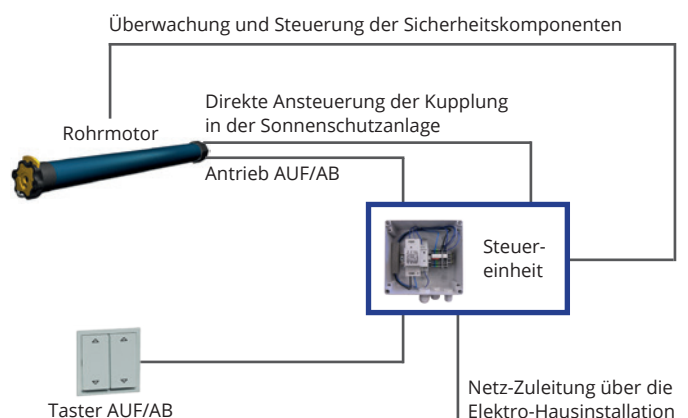 Überwachung und Steuerung der Sicherheitskomponenten
Direkte Ansteuerung der Kupplung
in der Sonnenschutzanlage
Rohrmotor
Antrieb AUF/AB
Steuer-
einheit
Taster AUF/AB
Netz-Zuleitung über die
Elektro-Hausinstallation